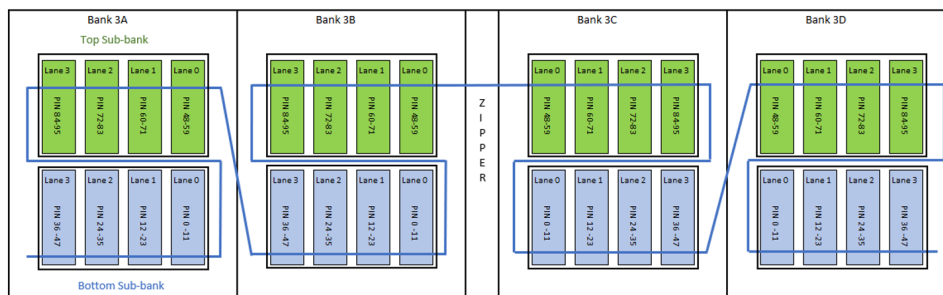 Bank 3A
Bank 3B
Bank 3C
Bank 3D
Top Sub-bank
Lane 3
Lane 2
Lane 1
Lane 0
PIN 84-95
PIN 72-83
PIN 60-71
PIN 48-59
Lane 3
Lane 2
Lane 1
Lane 0
PIN 84-95
PIN 72-83
PIN 60-71
PIN 48-59
ZIPPER
Lane 0
Lane 1
Lane 2
Lane 3
PIN 48-59
PIN 60-71
PIN 72-83
PIN 84-95
Lane 0
Lane 1
Lane 2
Lane 3
PIN 48-59
PIN 60-71
PIN 72-83
PIN 84-95
Lane 3
Lane 2
Lane 1
Lane 0
PIN 36 -47
PIN 24 -35
PIN 12 -23
PIN 0 -11
Lane 3
Lane 2
Lane 1
Lane 0
PIN 36 -47
PIN 24 -35
PIN 12 -23
PIN 0 -11
Lane 0
Lane 1
Lane 2
Lane 3
PIN 0 -11
PIN 12 -23
PIN 24 -35
PIN 36 -47
Lane 0
Lane 1
Lane 2
Lane 3
PIN 0 -11
PIN 12 -23
PIN 24 -35
PIN 36 -47
Bottom Sub-bank